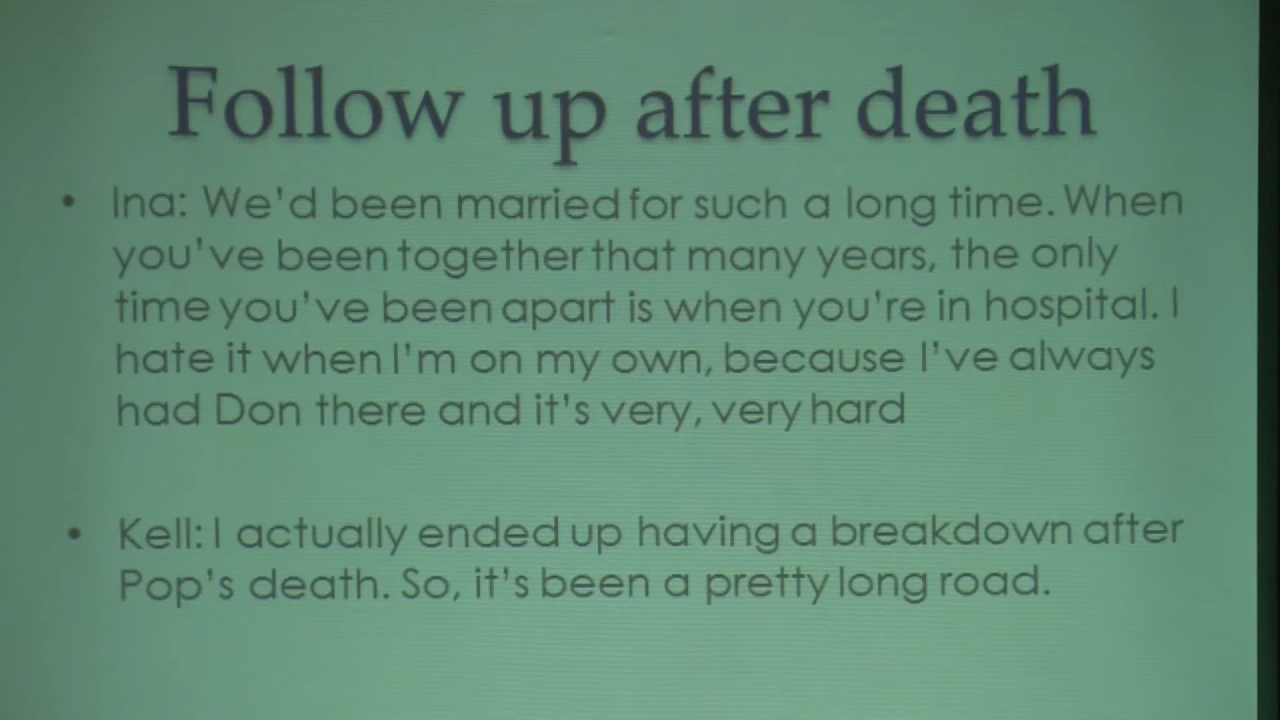 Follow up after death
• Ina: We'd been married for such a long time. When
you've been together that many years, the only
time you've been apart is when you're in hospital. I
hate it when I'm on my own, because I've always
had Don there and it's very, very hard
• Kell: I actually ended up having a breakdown after
Pop's death. So, it's been a pretty long road.